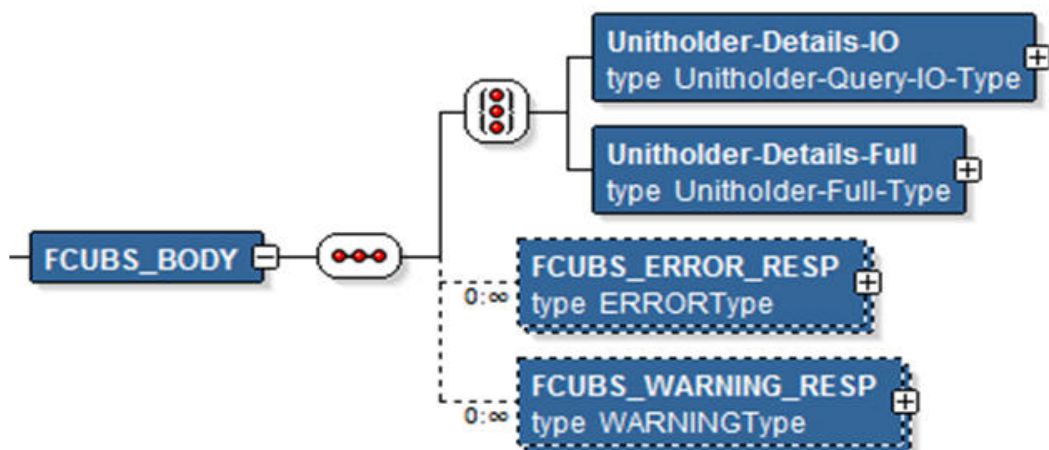 Unitholder-Details-IO
type Unitholder-Query-IO-Type
Unitholder-Details-Full
type Unitholder-Full-Type
FCUBS_BODY
FCUBS_ERROR_RESP
0:∞
type ERRORType
FCUBS_WARNING_RESP
0:∞
type WARNINGType